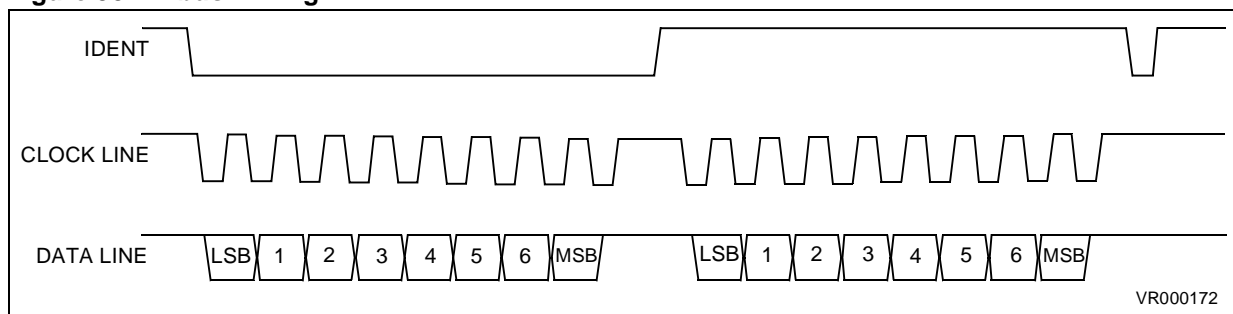 IDENT
CLOCK LINE
DATA LINE
LSB 1 2 3 4 5 6 MSB LSB 1 2 3 4 5 6 MSB
VR000172